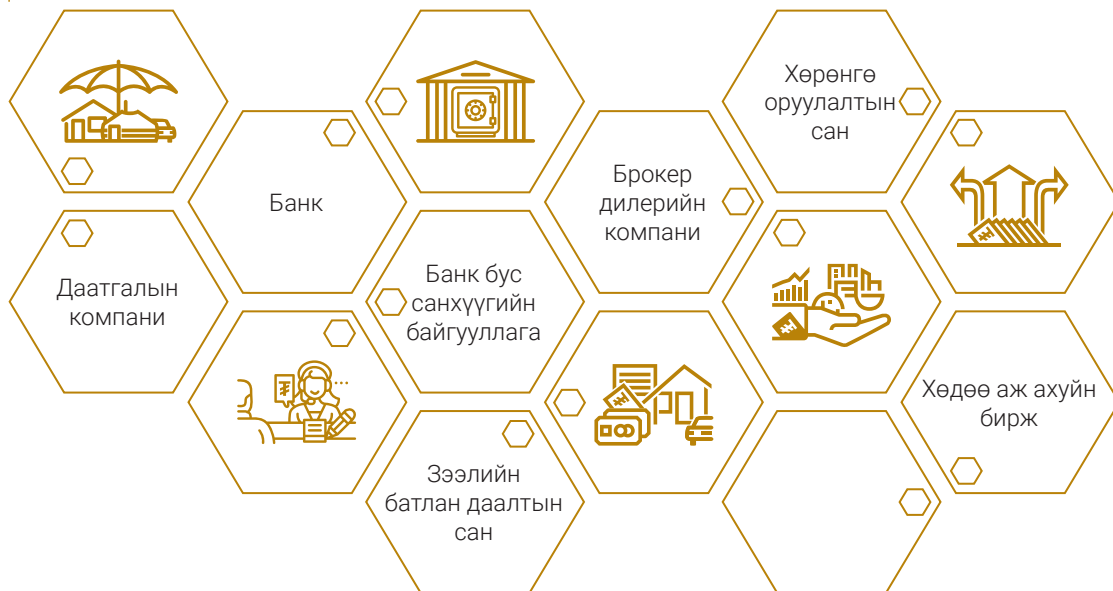 Хөрөнгө
оруулалтын
сан
Банк
Брокер
дилерийн
компани
Даатгалын
компани
Банк бус
санхүүгийн
байгууллага
Хөдөө аж ахуйн
бирж
Зээлийн
батлан даалтын
сан